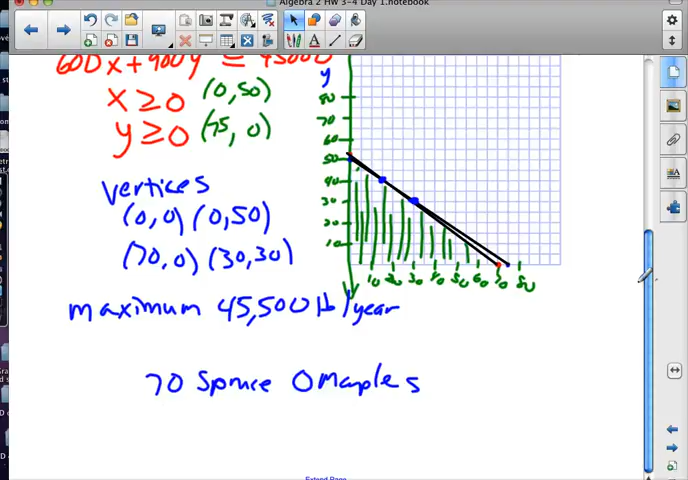 Algebra 2 HW 3-4 Day 1.notebook
600x+900y ≤ 45000
x ≥ 0 (0,50)
y ≥ 0 (75, 0)
y
80
70
60
50
40
30
20
10
10 20 30 40 50 60 70 80
vertices
(0,0) (0,50)
(70,0) (30,30)
maximum 45,500 lb/year
70 Spruce 0 maples
Extend Page